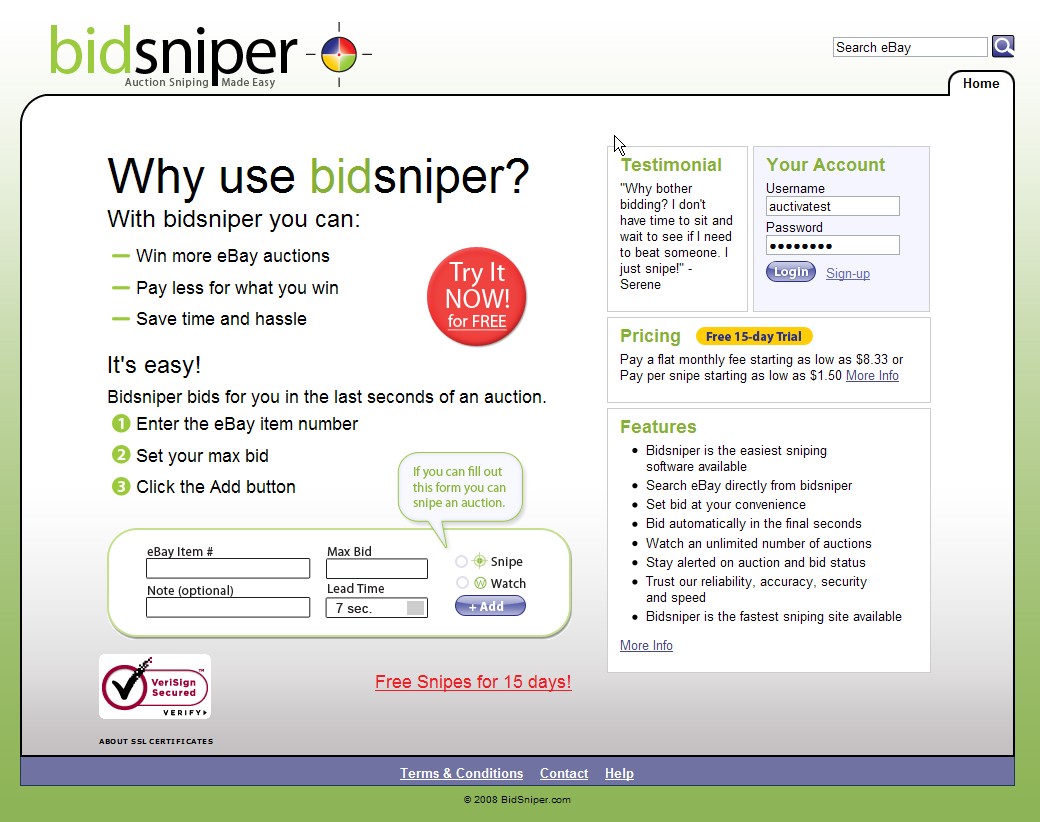 bidsniper
Auction Sniping Made Easy
Search eBay
Home
Why use bidsniper?
With bidsniper you can:
Win more eBay auctions
Pay less for what you win
Save time and hassle
Try It
NOW!
for FREE
It's easy!
Bidsniper bids for you in the last seconds of an auction.
1 Enter the eBay item number
2 Set your max bid
3 Click the Add button
If you can fill out
this form you can
snipe an auction.
eBay Item #
Max Bid
Snipe
Note (optional)
Lead Time
Watch
7 sec.
+ Add
VeriSign
Secured
™
VERIFY
ABOUT SSL CERTIFICATES
Free Snipes for 15 days!
Testimonial
"Why bother
bidding? I don't
have time to sit and
wait to see if I need
to beat someone. I
just snipe!" -
Serene
Your Account
Username
auctivatest
Password
●●●●●●●●
Login Sign-up
Pricing Free 15-day Trial
Pay a flat monthly fee starting as low as $8.33 or
Pay per snipe starting as low as $1.50 More Info
Features
• Bidsniper is the easiest sniping
software available
• Search eBay directly from bidsniper
• Set bid at your convenience
• Bid automatically in the final seconds
• Watch an unlimited number of auctions
• Stay alerted on auction and bid status
• Trust our reliability, accuracy, security
and speed
• Bidsniper is the fastest sniping site available
More Info
Terms & Conditions Contact Help
© 2008 BidSniper.com